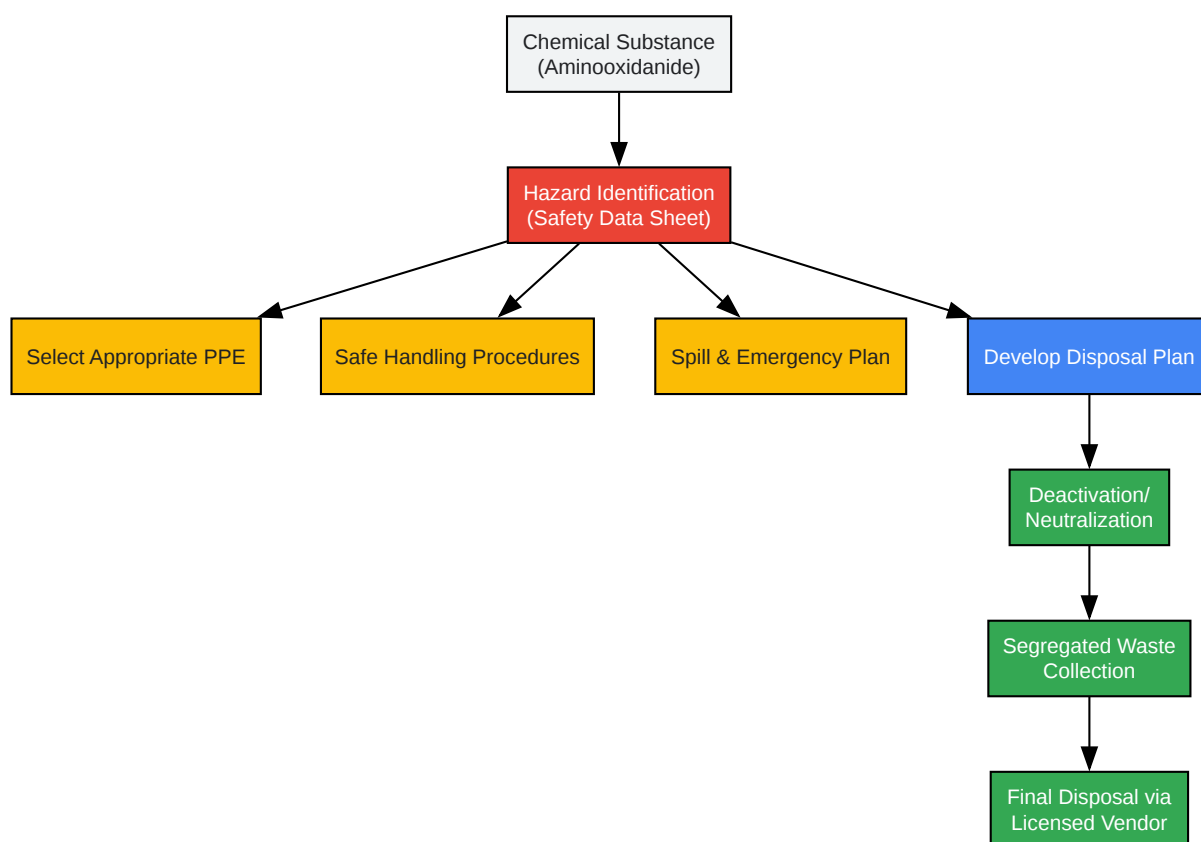 Chemical Substance
(Aminooxidanide)
Hazard Identification
(Safety Data Sheet)
Select Appropriate PPE
Safe Handling Procedures
Spill & Emergency Plan
Develop Disposal Plan
Deactivation/
Neutralization
Segregated Waste
Collection
Final Disposal via
Licensed Vendor